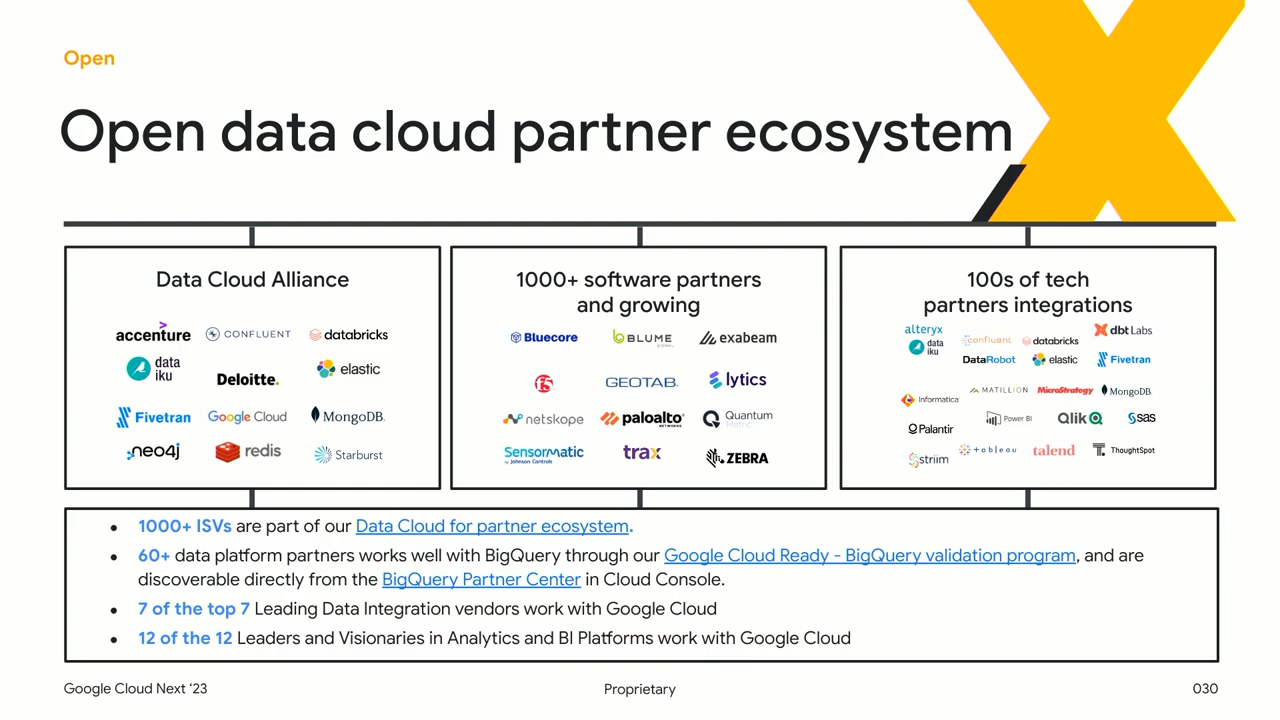 Open
Open data cloud partner ecosystem
Data Cloud Alliance
accenture CONFLUENT databricks
data iku Deloitte. elastic
Fivetran Google Cloud MongoDB
neo4j redis Starburst
1000+ software partners
and growing
Bluecore BLUME global exabeam
GEOTAB lytics
netskope paloalto NETWORKS Quantum Metric
Sensormatic by Johnson Controls trax ZEBRA
100s of tech
partners integrations
alteryx dbt Labs
data iku confluent databricks
DataRobot elastic Fivetran
Informatica MATILLION MicroStrategy MongoDB
Palantir Power BI Qlik sas
striim +ableau talend ThoughtSpot
• 1000+ ISVs are part of our Data Cloud for partner ecosystem.
• 60+ data platform partners works well with BigQuery through our Google Cloud Ready - BigQuery validation program, and are
discoverable directly from the BigQuery Partner Center in Cloud Console.
• 7 of the top 7 Leading Data Integration vendors work with Google Cloud
• 12 of the 12 Leaders and Visionaries in Analytics and BI Platforms work with Google Cloud
Google Cloud Next ‘23 Proprietary 030